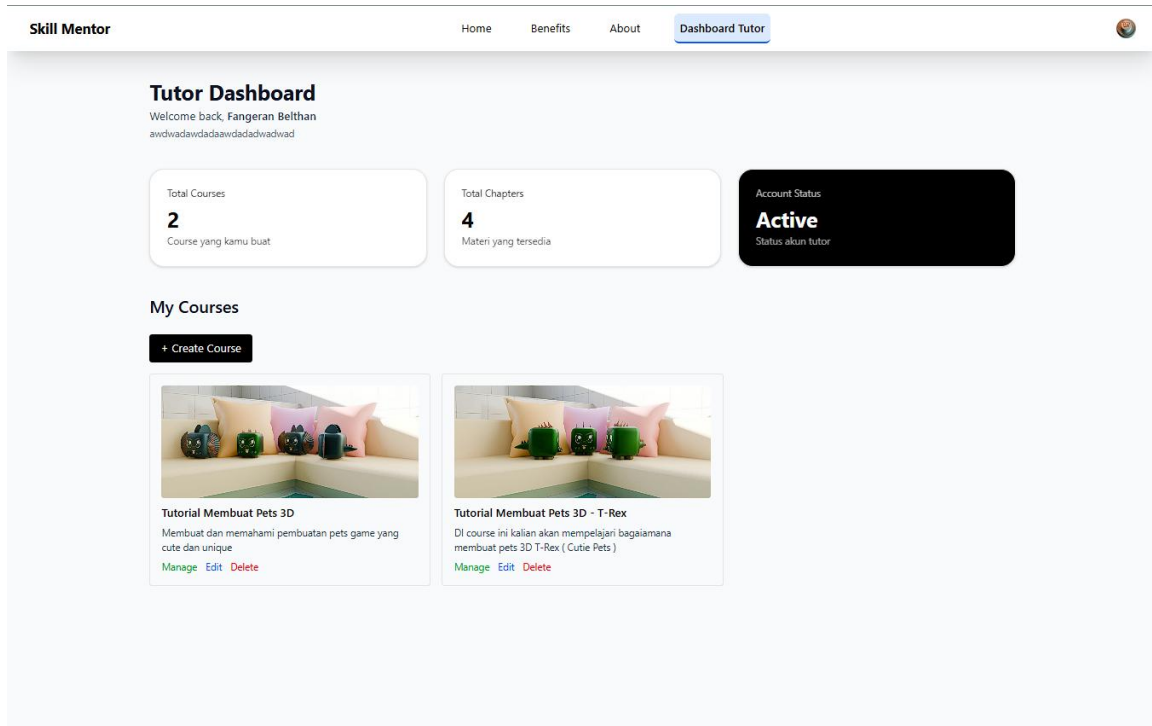 Skill Mentor
Home Benefits About Dashboard Tutor
Tutor Dashboard
Welcome back, Fangeran Belthan
awdwadawdadaawdadadwadwad
Total Courses
2
Course yang kamu buat
Total Chapters
4
Materi yang tersedia
Account Status
Active
Status akun tutor
My Courses
+ Create Course
Tutorial Membuat Pets 3D
Membuat dan memahami pembuatan pets game yang
cute dan unique
Manage Edit Delete
Tutorial Membuat Pets 3D - T-Rex
DI course ini kalian akan mempelajari bagaiamana
membuat pets 3D T-Rex ( Cutie Pets )
Manage Edit Delete